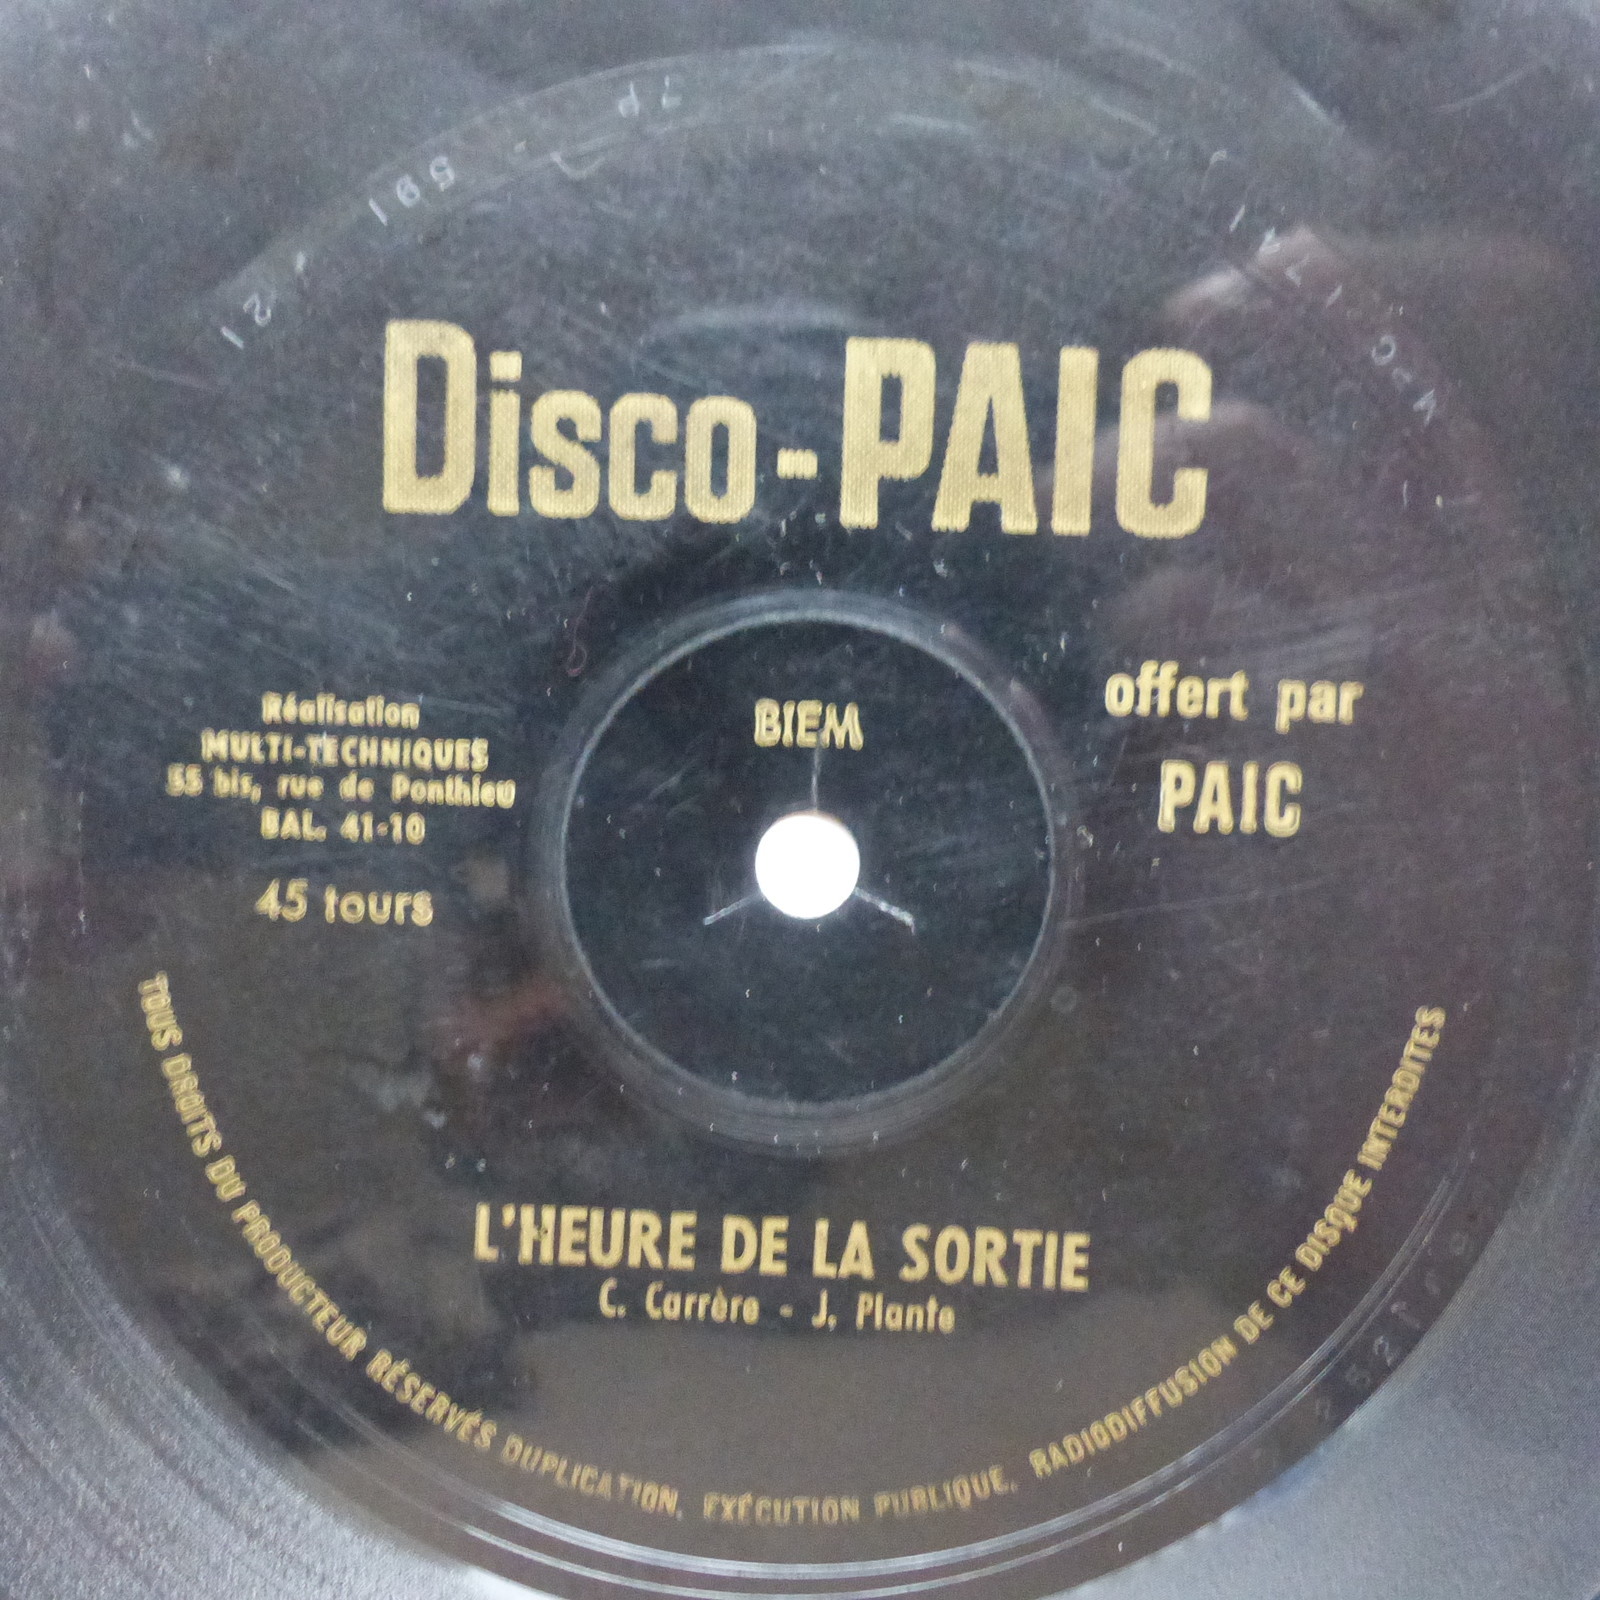 Disco-PAIC
Réalisation
MULTI-TECHNIQUES
55 bis, rue de Ponthieu
BAL. 41-10
45 tours
BIEM
offert par
PAIC
L'HEURE DE LA SORTIE
C. Carrère - J. Plante
TOUS DROITS DU PRODUCTEUR RÉSERVÉS DUPLICATION, EXÉCUTION PUBLIQUE, RADIODIFFUSION DE CE DISQUE INTERDITES